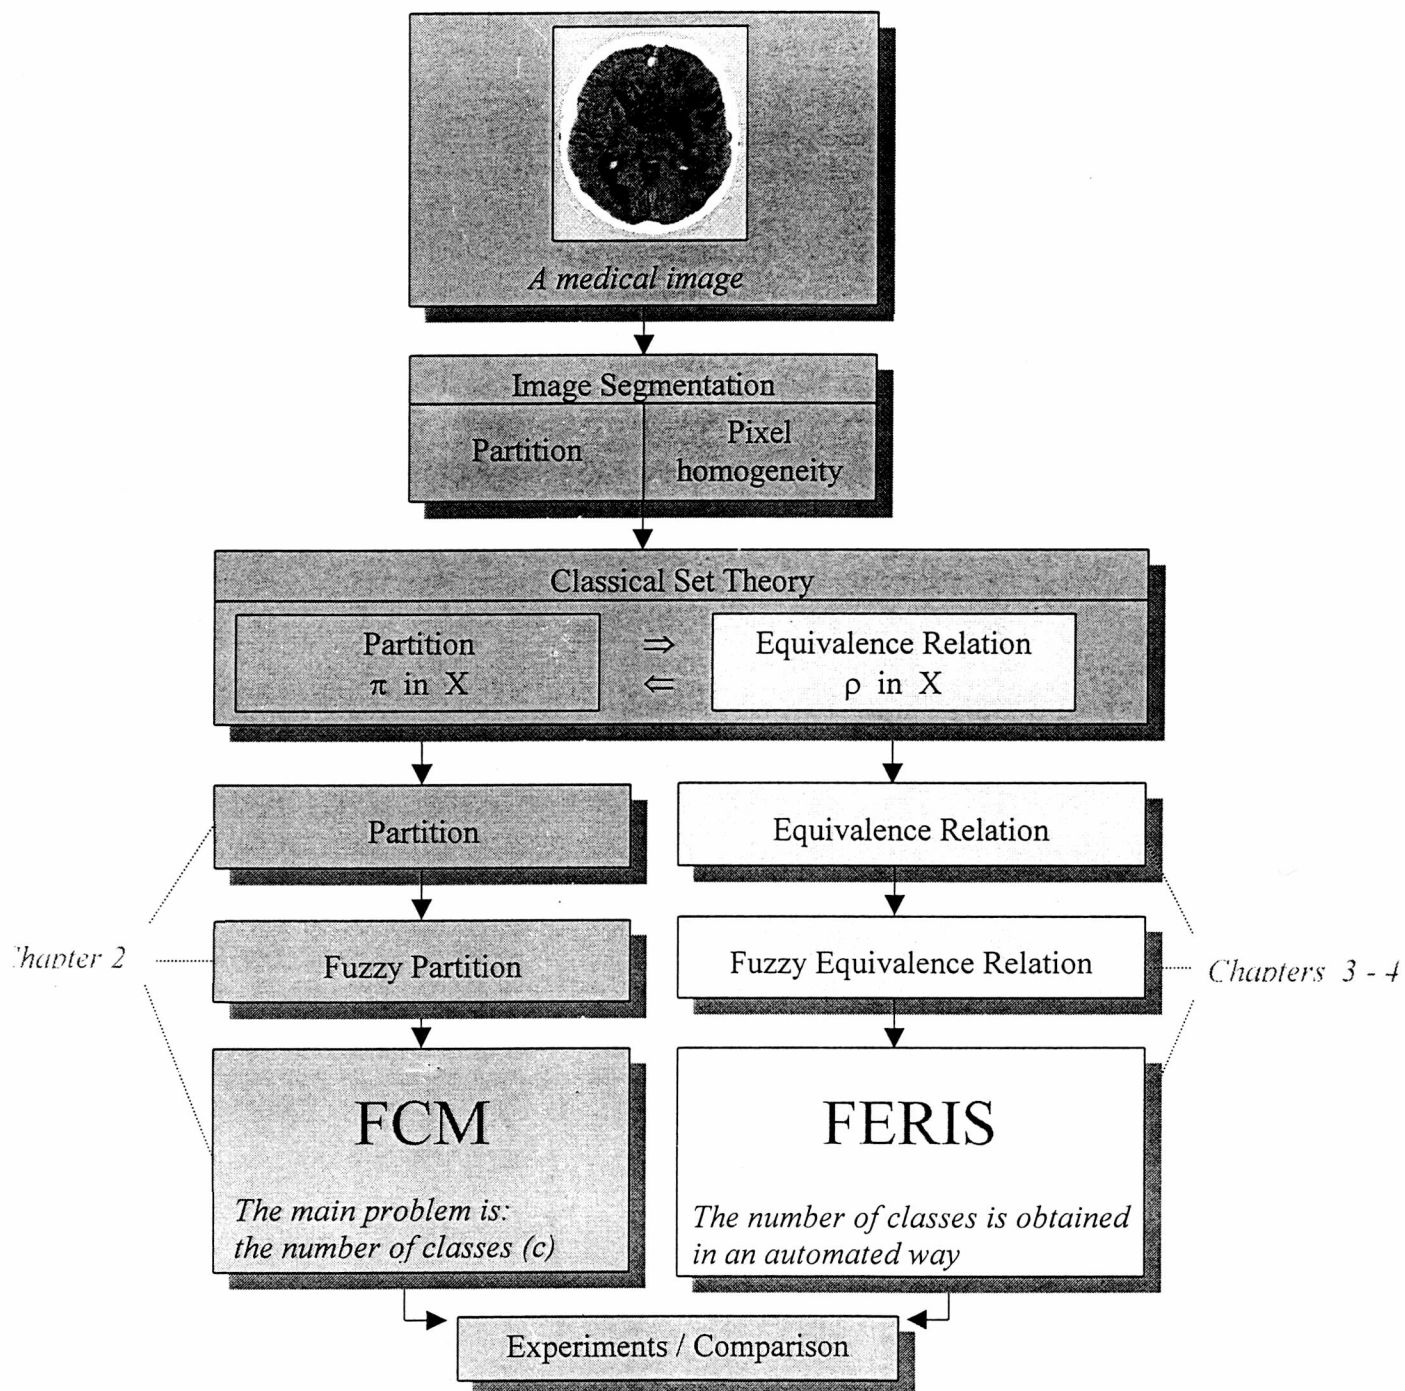 A medical image
Image Segmentation
Partition
Pixel
homogeneity
Classical Set Theory
Partition
π in X
⇒
⇐
Equivalence Relation
ρ in X
Partition
Equivalence Relation
Chapter 2
Fuzzy Partition
Fuzzy Equivalence Relation
Chapters 3 - 4
FCM
The main problem is:
the number of classes (c)
FERIS
The number of classes is obtained
in an automated way
Experiments / Comparison